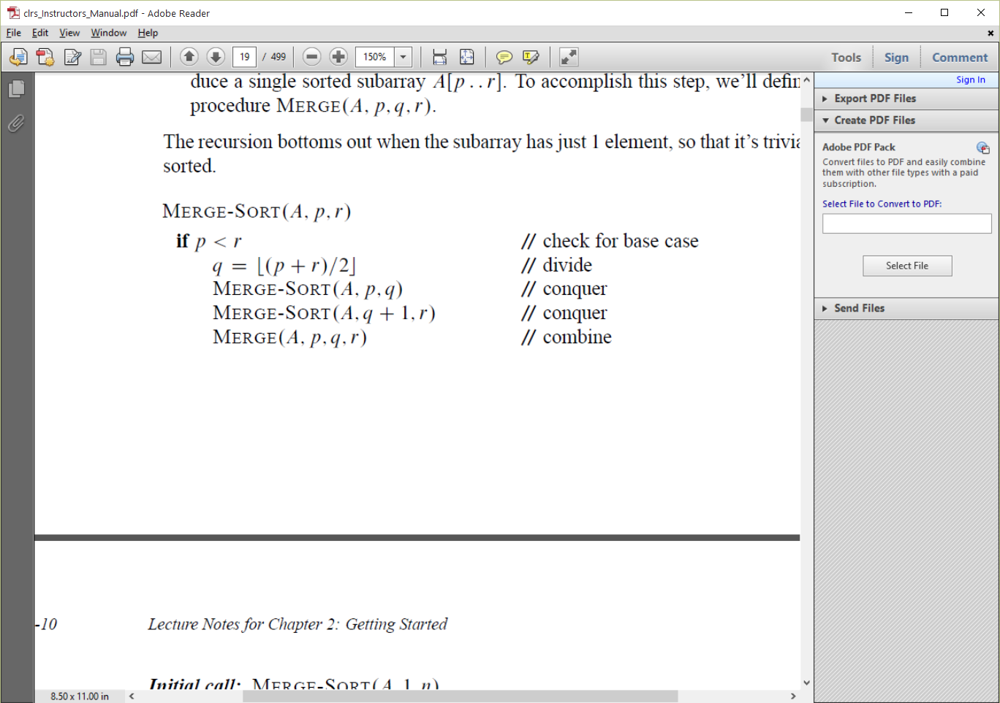 clrs_Instructors_Manual.pdf - Adobe Reader
File Edit View Window Help
19 / 499 150% Tools Sign Comment
Sign In
Export PDF Files
Create PDF Files
Adobe PDF Pack
Convert files to PDF and easily combine
them with other file types with a paid
subscription.
Select File to Convert to PDF:
Select File
Send Files
duce a single sorted subarray A[p . . r]. To accomplish this step, we’ll defin
procedure MERGE(A, p, q, r).
The recursion bottoms out when the subarray has just 1 element, so that it’s trivia
sorted.
MERGE-SORT(A, p, r)
if p < r // check for base case
q = ⌊(p + r)/2⌋ // divide
MERGE-SORT(A, p, q) // conquer
MERGE-SORT(A, q + 1, r) // conquer
MERGE(A, p, q, r) // combine
-10 Lecture Notes for Chapter 2: Getting Started
Initial call: MERGE-SORT(A, 1, n)
8.50 x 11.00 in